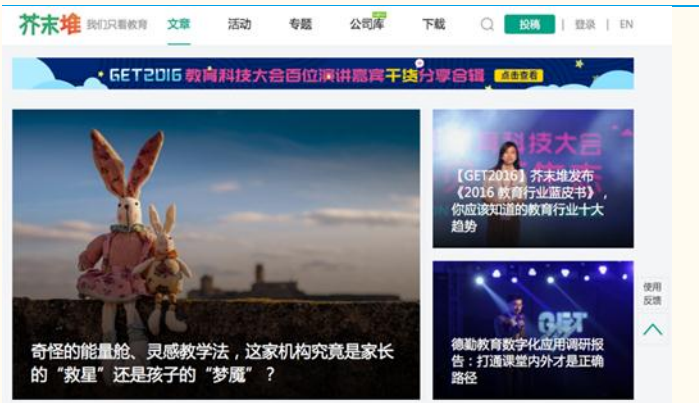 芥末堆 我们只看教育 文章 活动 专题 公司库 下载 投稿 | 登录 | EN
GET2016 教育科技大会百位演讲嘉宾干货分享合辑 点击查看
奇怪的能量舱、灵感教学法，这家机构究竟是家长
的“救星”还是孩子的“梦魇”？
科技大会
【GET2016】芥末堆发布
《2016 教育行业蓝皮书》，
你应该知道的教育行业十大
趋势
GET
德勤教育数字化应用调研报
告：打通课堂内外才是正确
路径
使用
反馈